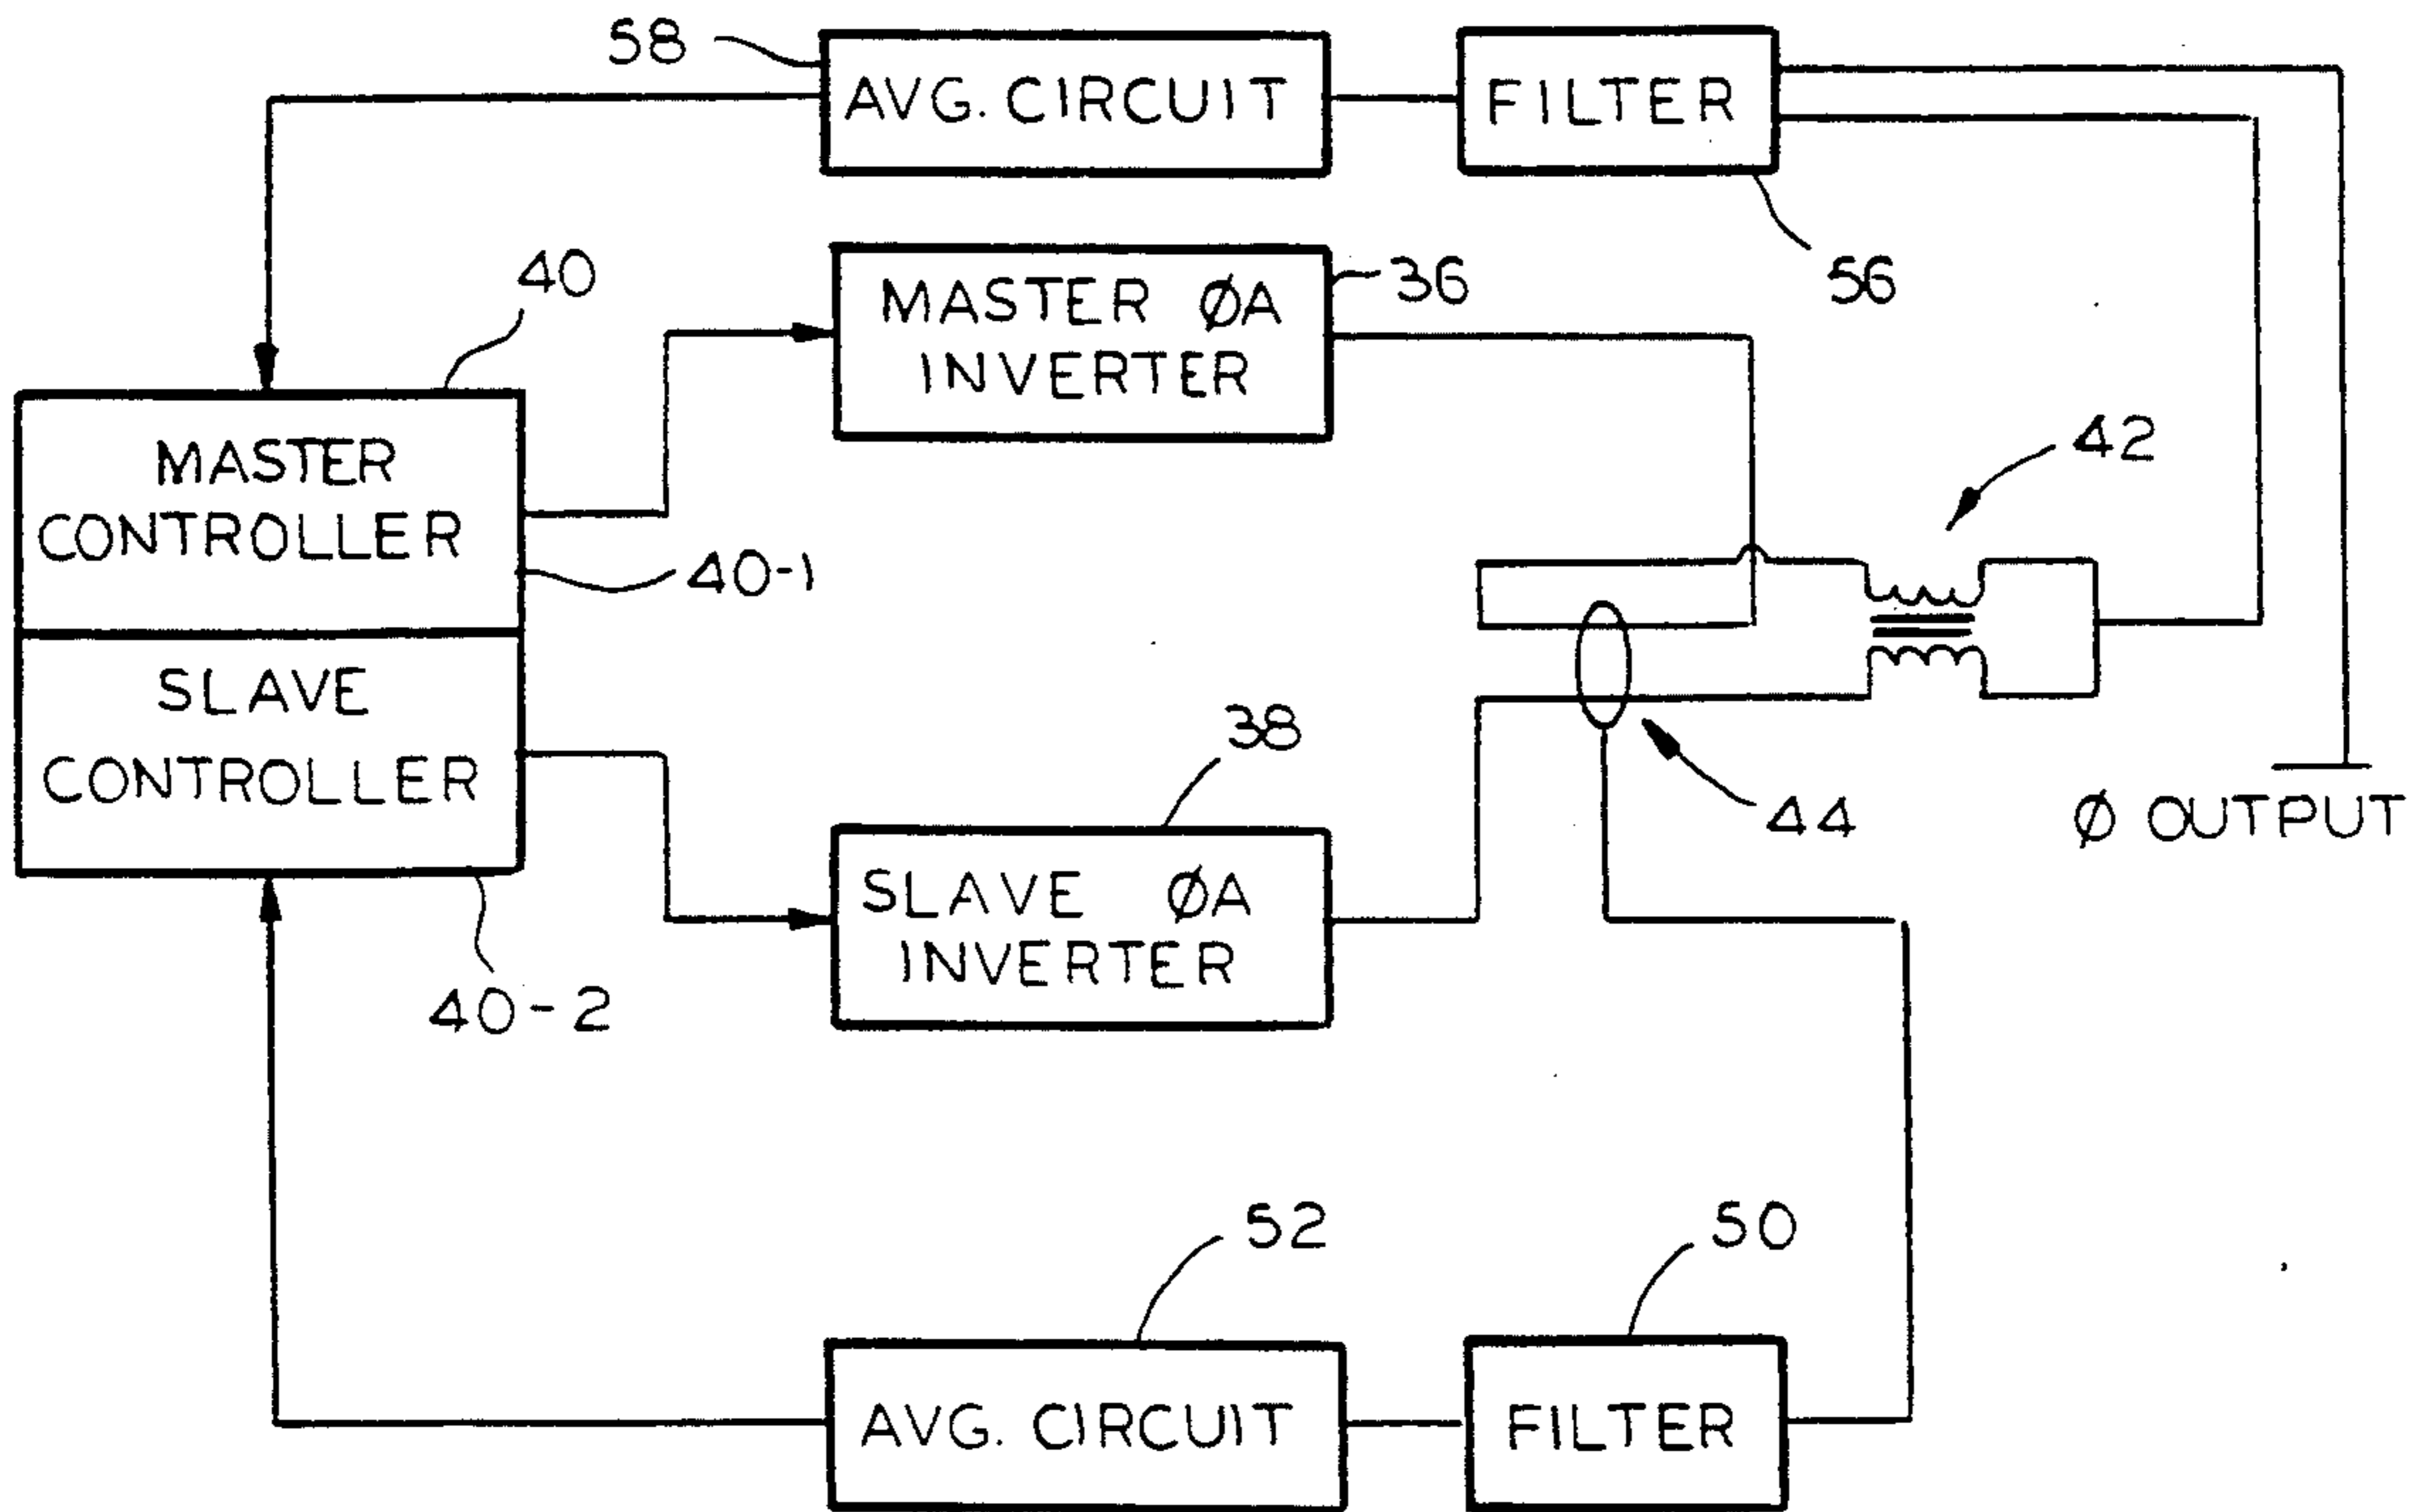 58
AVG. CIRCUIT
FILTER
56
40
MASTER ØA
INVERTER
36
MASTER
CONTROLLER
40-1
42
SLAVE
CONTROLLER
40-2
38
44
Ø OUTPUT
SLAVE ØA
INVERTER
52
50
AVG. CIRCUIT
FILTER